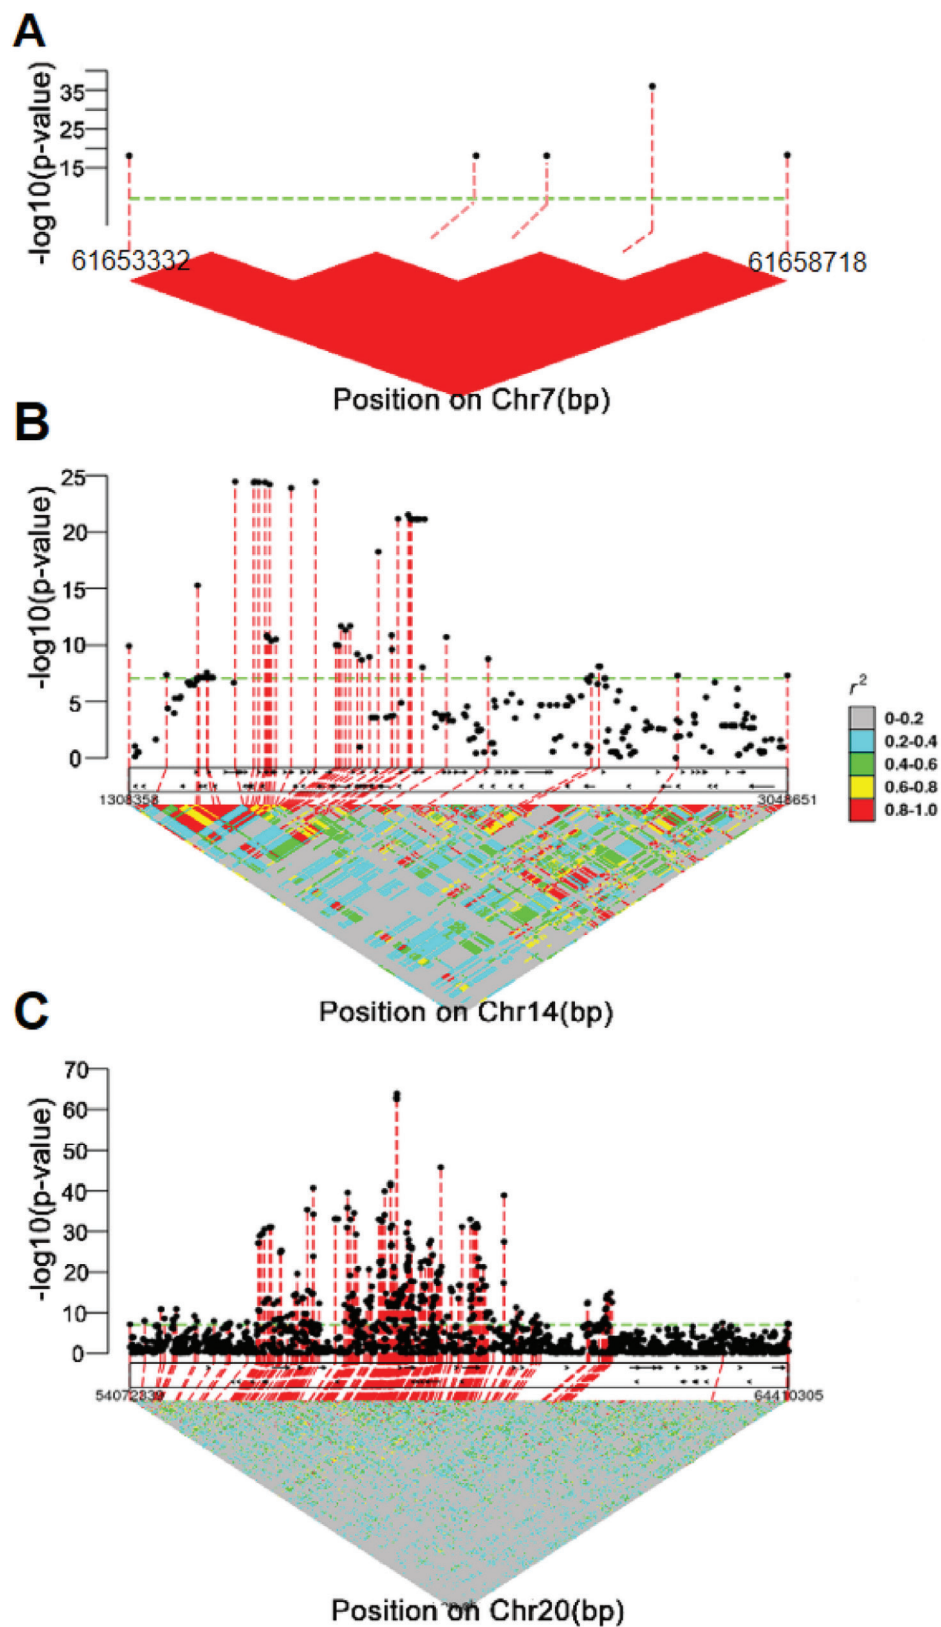 A
-log10(p-value)
35
25
15
61653332
61658718
Position on Chr7(bp)
B
-log10(p-value)
25
20
15
10
5
0
r²
0-0.2
0.2-0.4
0.4-0.6
0.6-0.8
0.8-1.0
3048651
Position on Chr14(bp)
C
-log10(p-value)
70
60
50
40
30
20
10
0
64410305
Position on Chr20(bp)